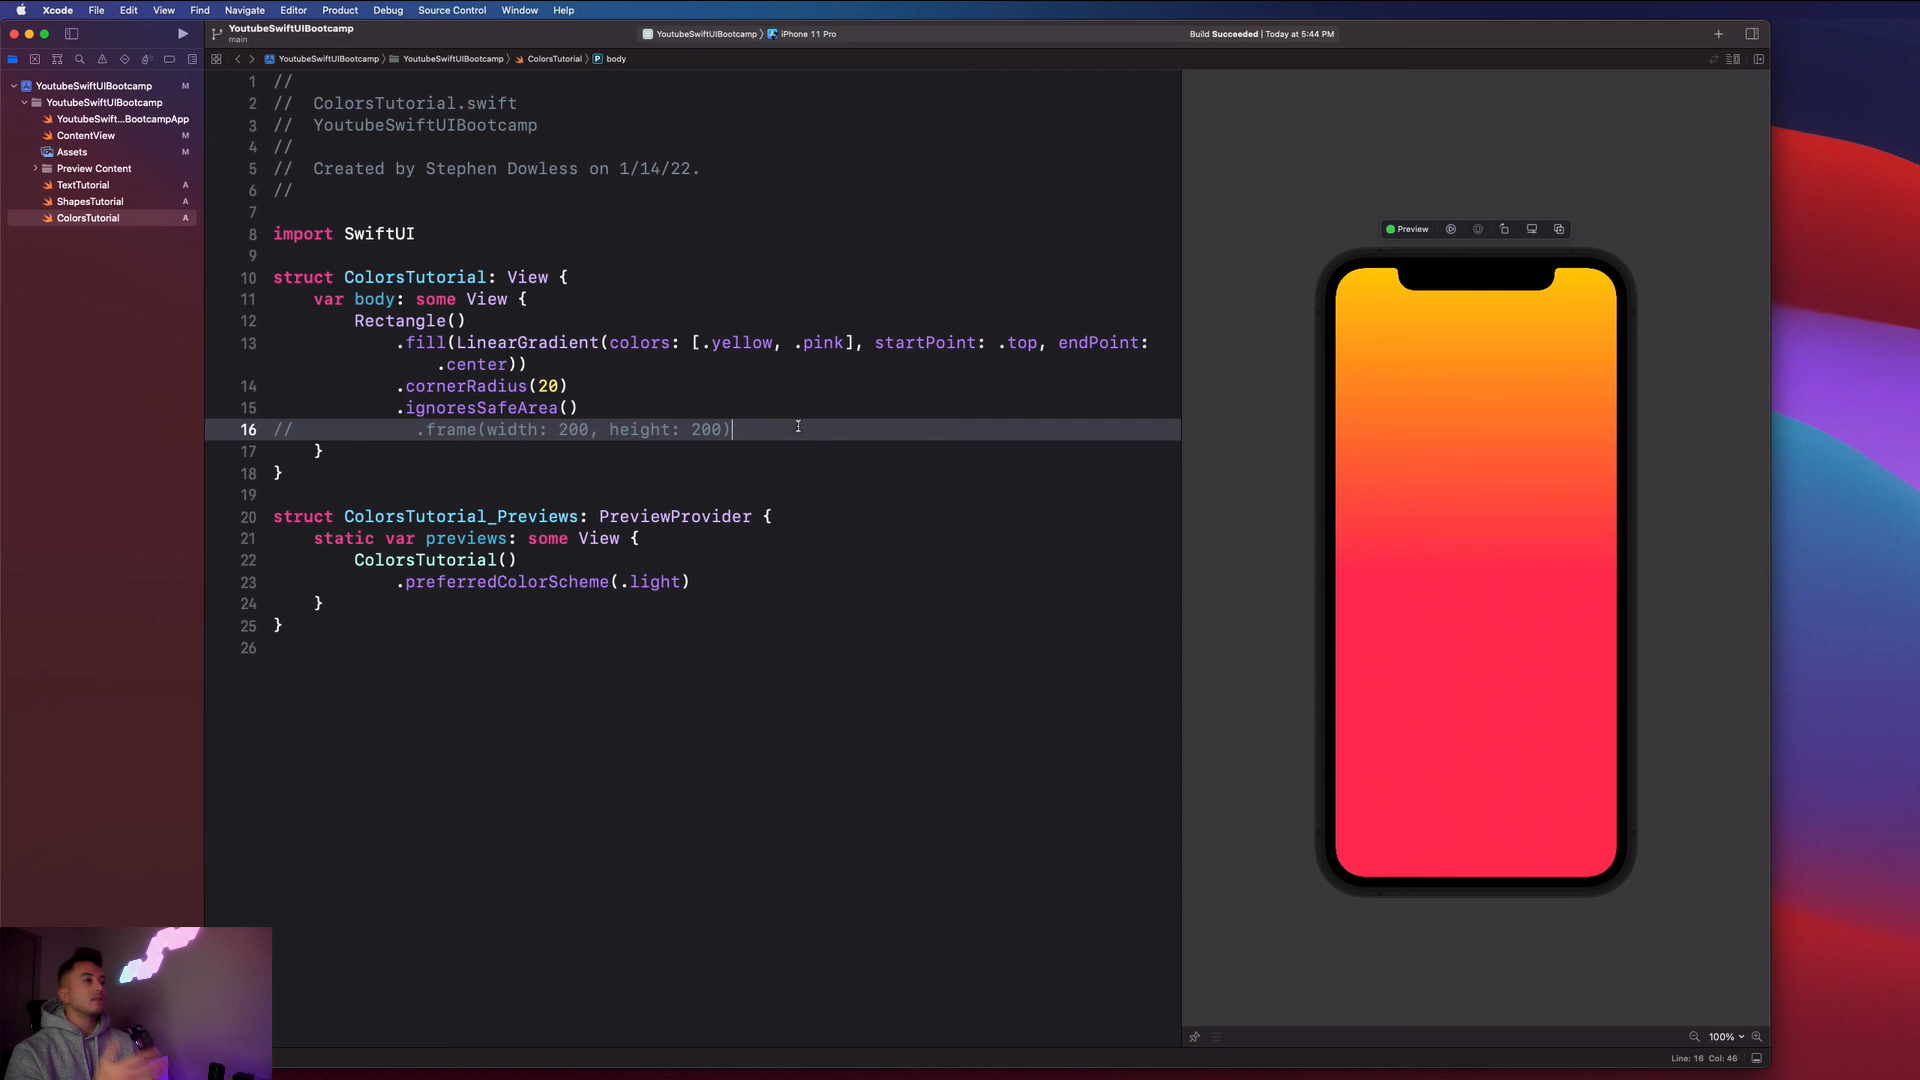 Xcode File Edit View Find Navigate Editor Product Debug Source Control Window Help
YoutubeSwiftUIBootcamp
main
YoutubeSwiftUIBootcamp 〉 iPhone 11 Pro
Build Succeeded | Today at 5:44 PM
YoutubeSwiftUIBootcamp 〉 YoutubeSwiftUIBootcamp 〉 ColorsTutorial 〉 P body
YoutubeSwiftUIBootcamp M
YoutubeSwiftUIBootcamp
YoutubeSwift...BootcampApp
ContentView M
Assets M
Preview Content
TextTutorial A
ShapesTutorial A
ColorsTutorial A
1 //
2 // ColorsTutorial.swift
3 // YoutubeSwiftUIBootcamp
4 //
5 // Created by Stephen Dowless on 1/14/22.
6 //
7
8 import SwiftUI
9
10 struct ColorsTutorial: View {
11 var body: some View {
12 Rectangle()
13 .fill(LinearGradient(colors: [.yellow, .pink], startPoint: .top, endPoint:
.center))
14 .cornerRadius(20)
15 .ignoresSafeArea()
16 // .frame(width: 200, height: 200)
17 }
18 }
19
20 struct ColorsTutorial_Previews: PreviewProvider {
21 static var previews: some View {
22 ColorsTutorial()
23 .preferredColorScheme(.light)
24 }
25 }
26
Preview
100%
Line: 16 Col: 46